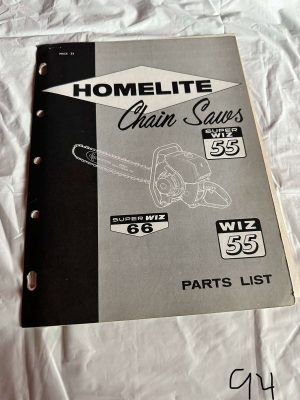 HOMELITE
Chain Saws
SUPER WIZ
55
SUPER WIZ
66
WIZ
55
PARTS LIST
94